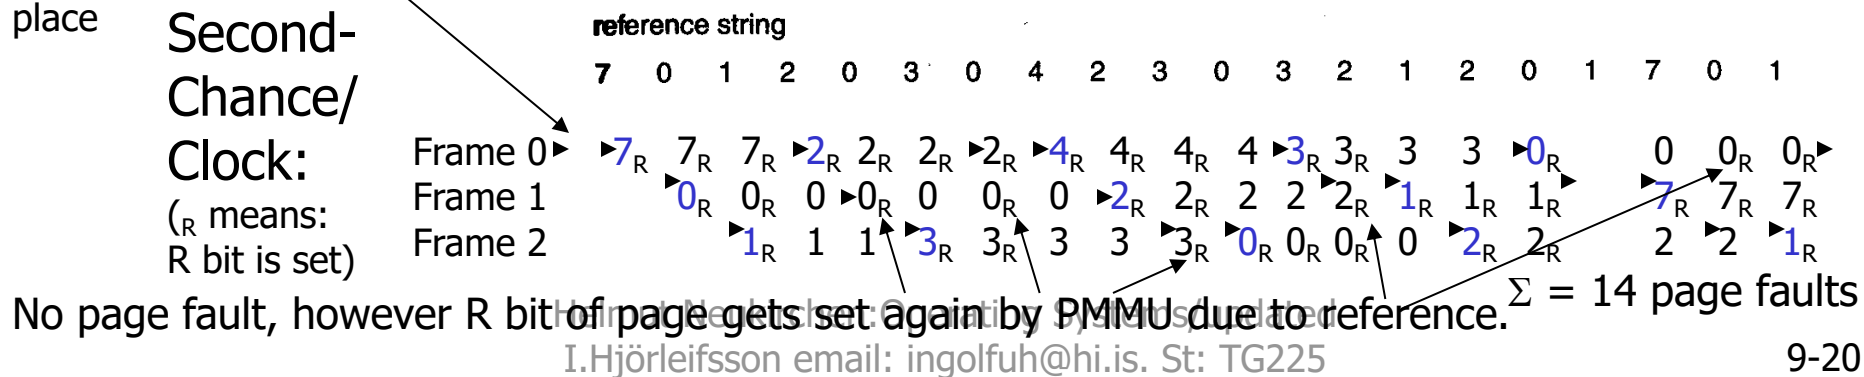 place
Second-
Chance/
Clock:
(R means:
R bit is set)
reference string
7 0 1 2 0 3 0 4 2 3 0 3 2 1 2 0 1 7 0 1
Frame 0 7R 7R 7R 2R 2R 2R 2R 4R 4R 4R 4 3R 3R 3 3 0R 0 0R 0R
Frame 1 0R 0R 0 0R 0 0R 0 2R 2R 2 2 2R 1R 1R 1R 7R 7R 7R
Frame 2 1R 1 1 3R 3R 3 3 3R 0R 0R 0R 0 2R 2R 2 2 1R
Σ = 14 page faults
No page fault, however R bit of page gets set again by PMMU due to reference.
Helmut Neukirchen: Operating Systems/updated
I.Hjörleifsson email: ingolfuh@hi.is. St: TG225
9-20